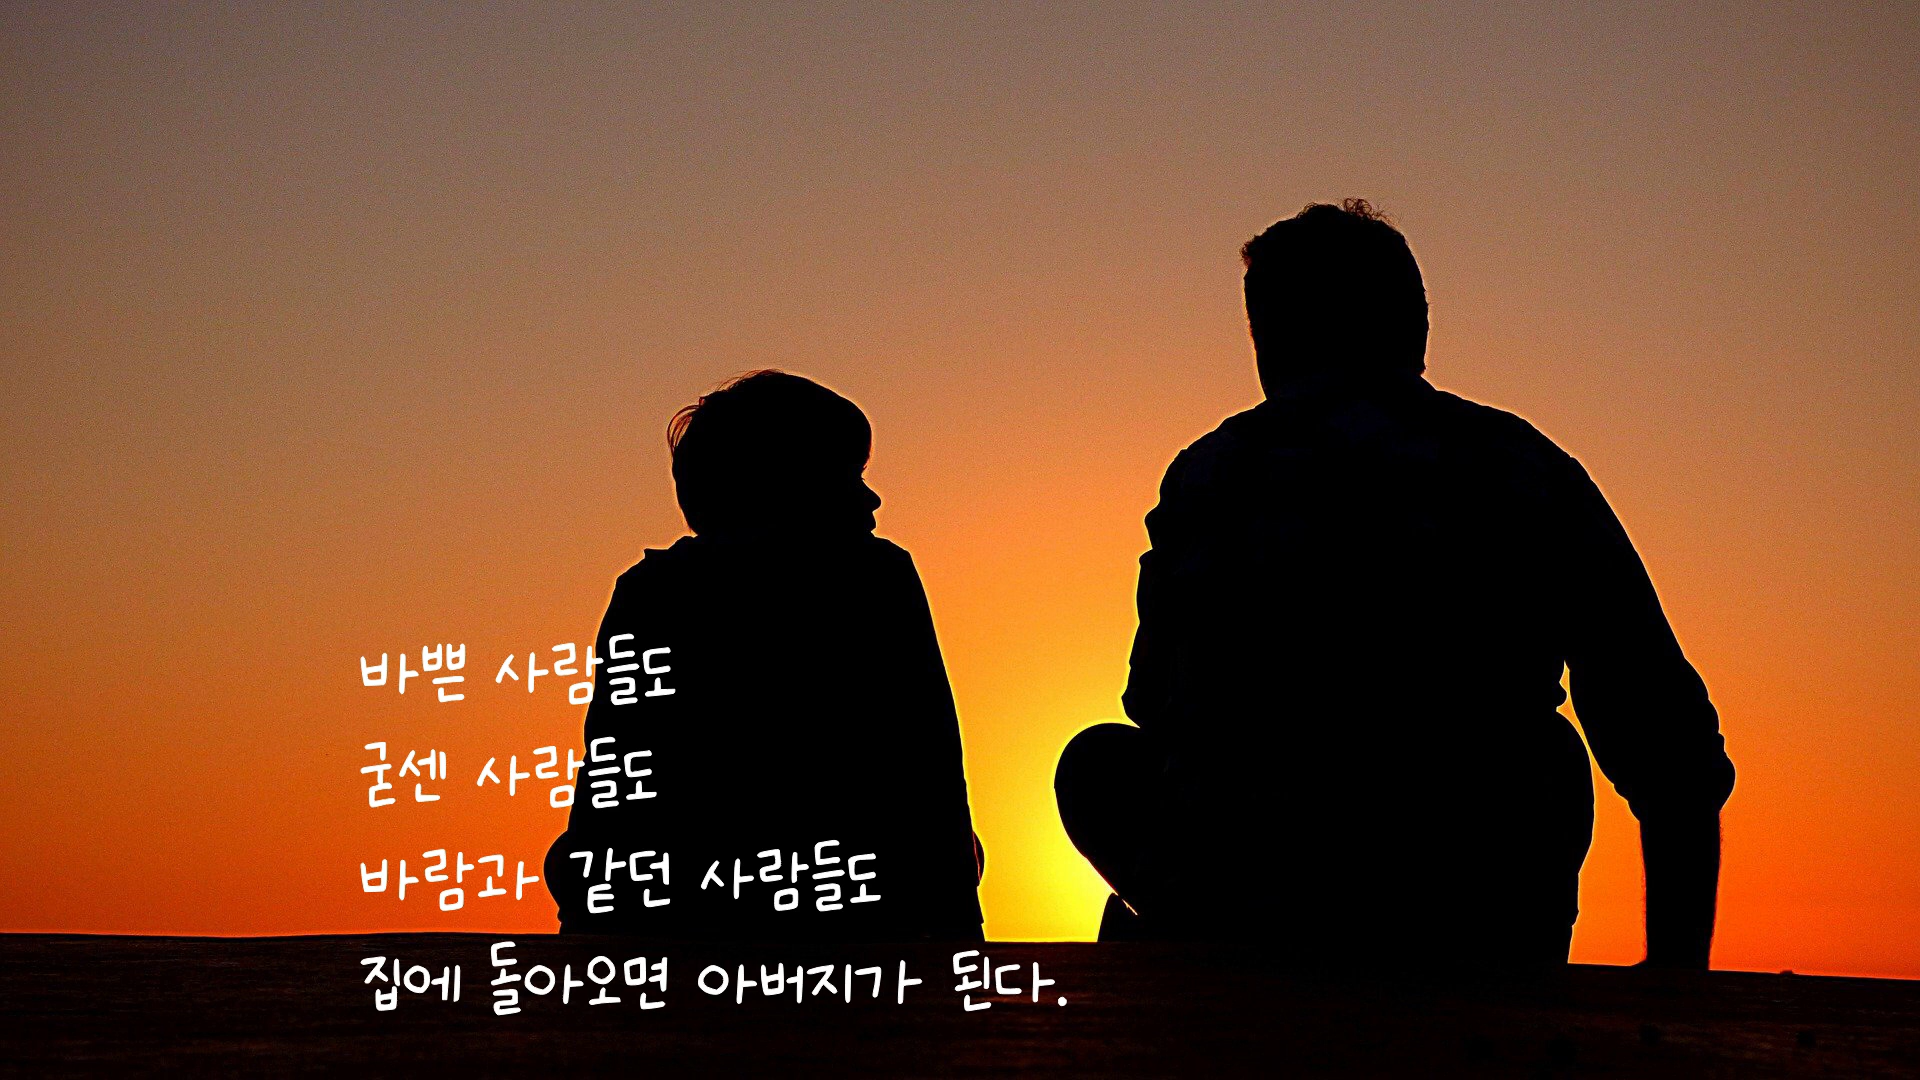 바쁜 사람들도
굳센 사람들도
바람과 같던 사람들도
집에 돌아오면 아버지가 된다.